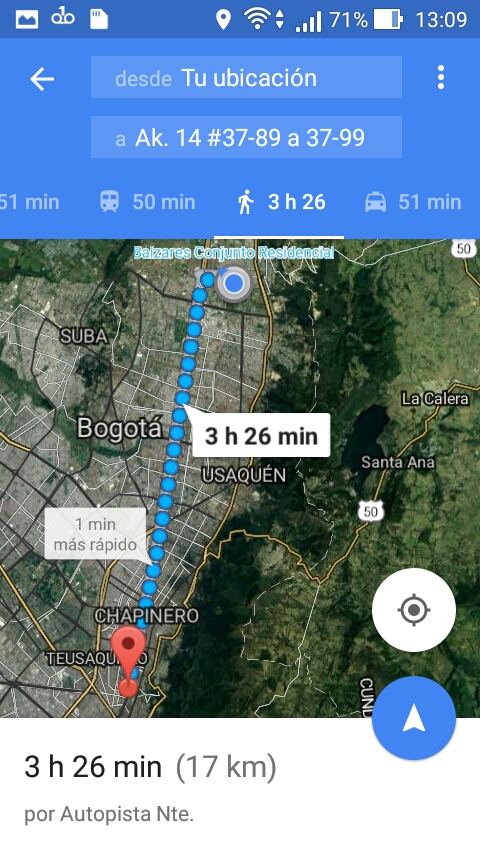 71% 13:09
desde Tu ubicación
a Ak. 14 #37-89 a 37-99
51 min 50 min 3 h 26 51 min
Balzares Conjunto Residencial
50
SUBA
La Calera
Bogotá
3 h 26 min
Santa Ana
USAQUÉN
50
1 min
más rápido
CHAPINERO
TEUSAQU O
CUND
3 h 26 min (17 km)
por Autopista Nte.